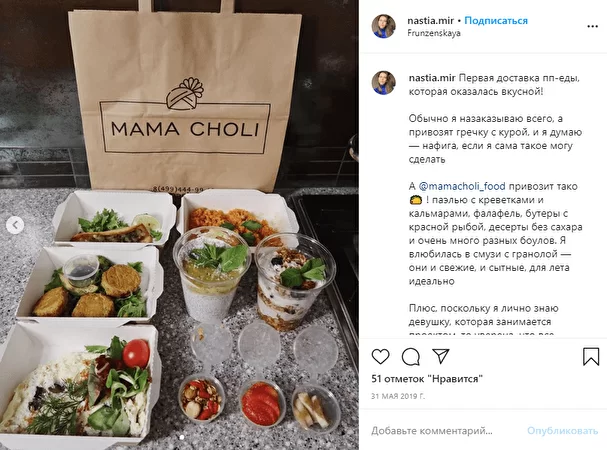 MAMA CHOLI
nastia.mir • Подписаться
Frunzenskaya
nastia.mir Первая доставка пп-еды,
которая оказалась вкусной!
Обычно я назаказываю всего, а
привозят гречку с курой, и я думаю
— нафига, если я сама такое могу
сделать
А @mamacholi_food привозит тако
🌮 ! паэлью с креветками и
кальмарами, фалафель, бутеры с
красной рыбой, десерты без сахара
и очень много разных боулов. Я
влюбилась в смузи с гранолой —
они и свежие, и сытные, для лета
идеально
Плюс, поскольку я лично знаю
девушку, которая занимается
51 отметок "Нравится"
31 МАЯ 2019 Г.
Добавьте комментарий... Опубликовать